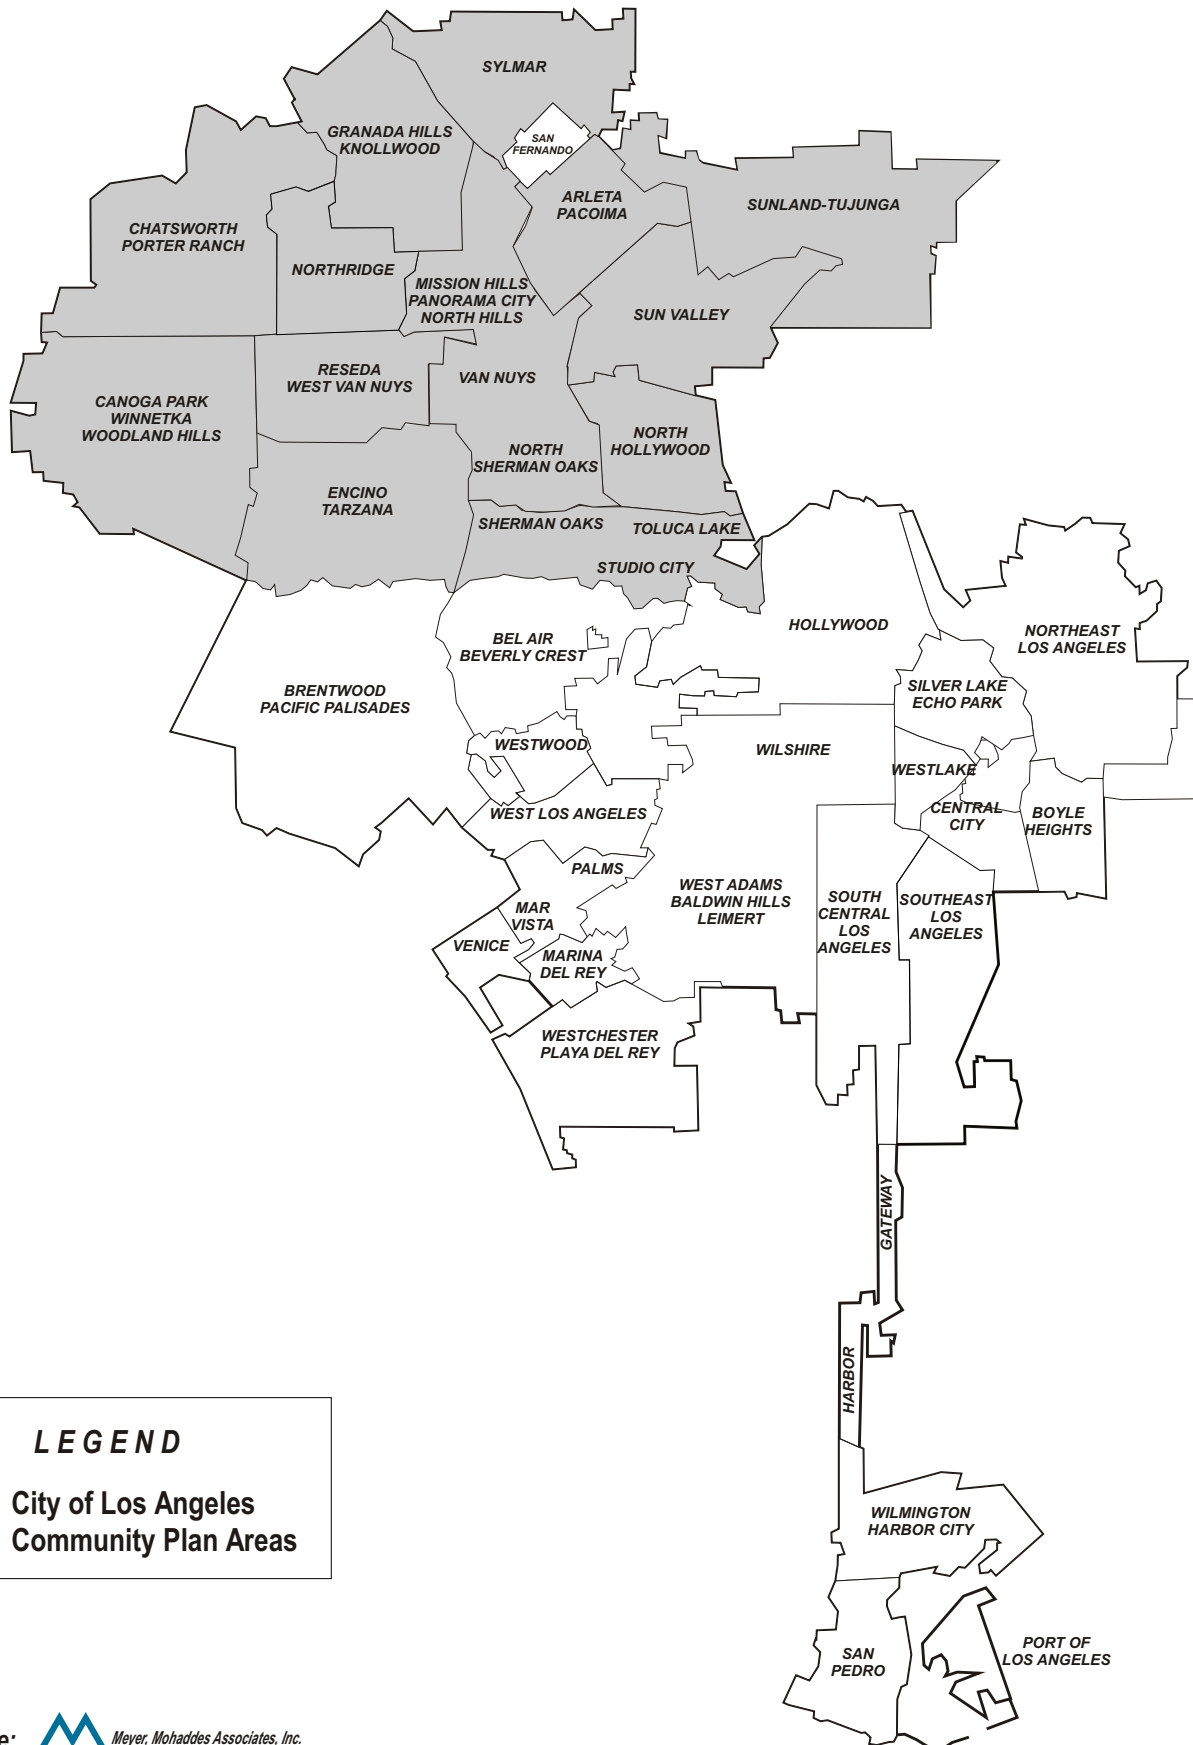 SYLMAR
GRANADA HILLS
KNOLLWOOD
SAN
FERNANDO
ARLETA
PACOIMA
SUNLAND-TUJUNGA
CHATSWORTH
PORTER RANCH
NORTHRIDGE
MISSION HILLS
PANORAMA CITY
NORTH HILLS
SUN VALLEY
RESEDA
WEST VAN NUYS
VAN NUYS
CANOGA PARK
WINNETKA
WOODLAND HILLS
NORTH
HOLLYWOOD
NORTH
SHERMAN OAKS
ENCINO
TARZANA
SHERMAN OAKS
TOLUCA LAKE
STUDIO CITY
HOLLYWOOD
NORTHEAST
LOS ANGELES
BEL AIR
BEVERLY CREST
BRENTWOOD
PACIFIC PALISADES
SILVER LAKE
ECHO PARK
WESTWOOD
WILSHIRE
WESTLAKE
WEST LOS ANGELES
CENTRAL
CITY
BOYLE
HEIGHTS
PALMS
WEST ADAMS
BALDWIN HILLS
LEIMERT
SOUTH
CENTRAL
LOS
ANGELES
SOUTHEAST
LOS
ANGELES
MAR
VISTA
VENICE
MARINA
DEL REY
WESTCHESTER
PLAYA DEL REY
GATEWAY
HARBOR
LEGEND
City of Los Angeles
Community Plan Areas
WILMINGTON
HARBOR CITY
SAN
PEDRO
PORT OF
LOS ANGELES
e: Meyer, Mohaddes Associates, Inc.